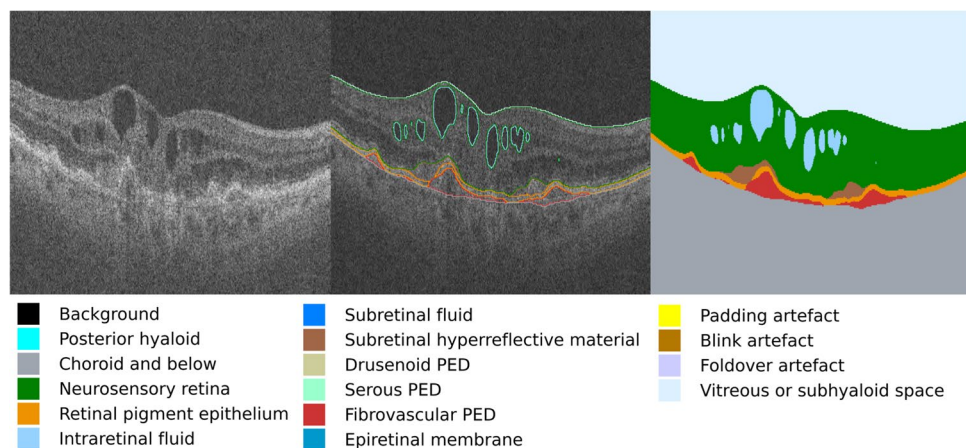 Background
Posterior hyaloid
Choroid and below
Neurosensory retina
Retinal pigment epithelium
Intraretinal fluid
Subretinal fluid
Subretinal hyperreflective material
Drusenoid PED
Serous PED
Fibrovascular PED
Epiretinal membrane
Padding artefact
Blink artefact
Foldover artefact
Vitreous or subhyaloid space